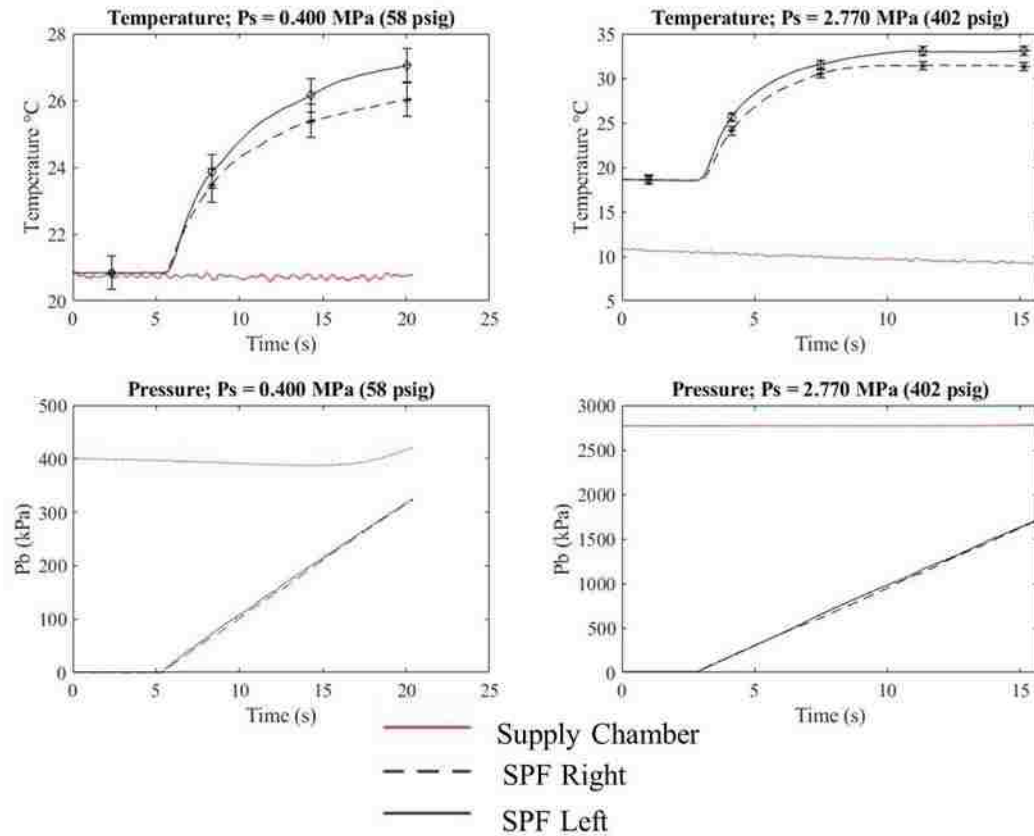 Temperature; Ps = 0.400 MPa (58 psig)
Temperature °C
28
26
24
22
20
0 5 10 15 20 25
Time (s)
Temperature; Ps = 2.770 MPa (402 psig)
Temperature °C
35
30
25
20
15
10
5
0 5 10 15
Time (s)
Pressure; Ps = 0.400 MPa (58 psig)
Pb (kPa)
500
400
300
200
100
0
0 5 10 15 20 25
Time (s)
Pressure; Ps = 2.770 MPa (402 psig)
Pb (kPa)
3000
2500
2000
1500
1000
500
0
0 5 10 15
Time (s)
Supply Chamber
SPF Right
SPF Left